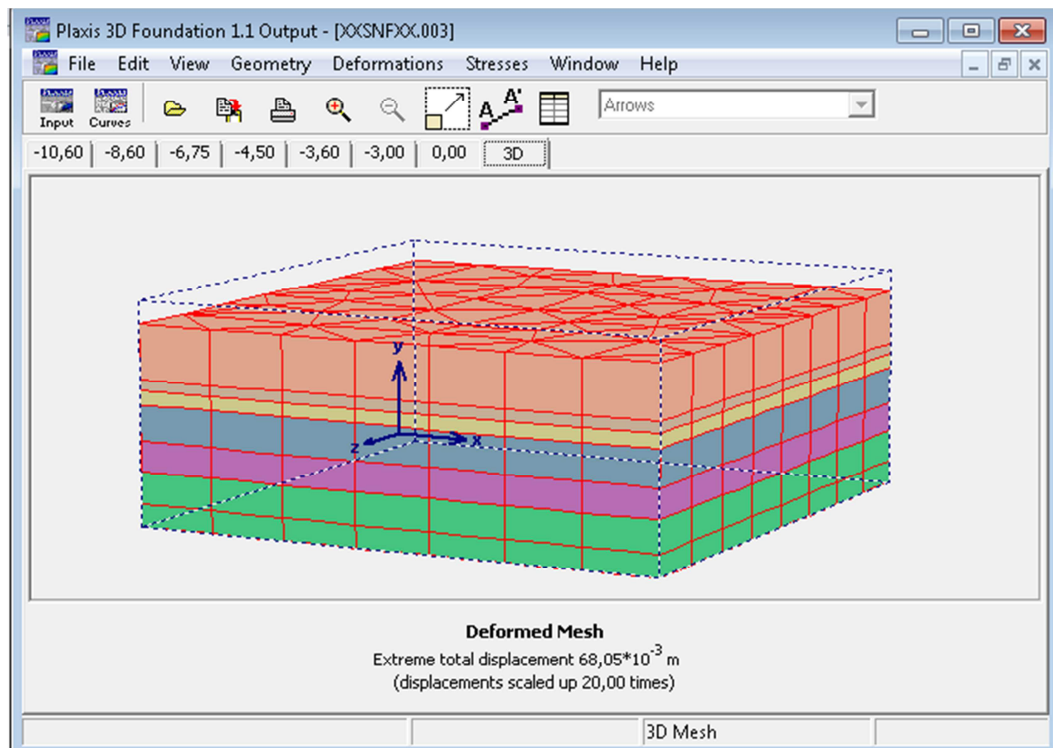 Plaxis 3D Foundation 1.1 Output - [XXSNFXX.003]
File Edit View Geometry Deformations Stresses Window Help
Input Curves A A' Arrows
-10,60 -8,60 -6,75 -4,50 -3,60 -3,00 0,00 3D
y
z x
Deformed Mesh
Extreme total displacement 68,05*10⁻³ m
(displacements scaled up 20,00 times)
3D Mesh